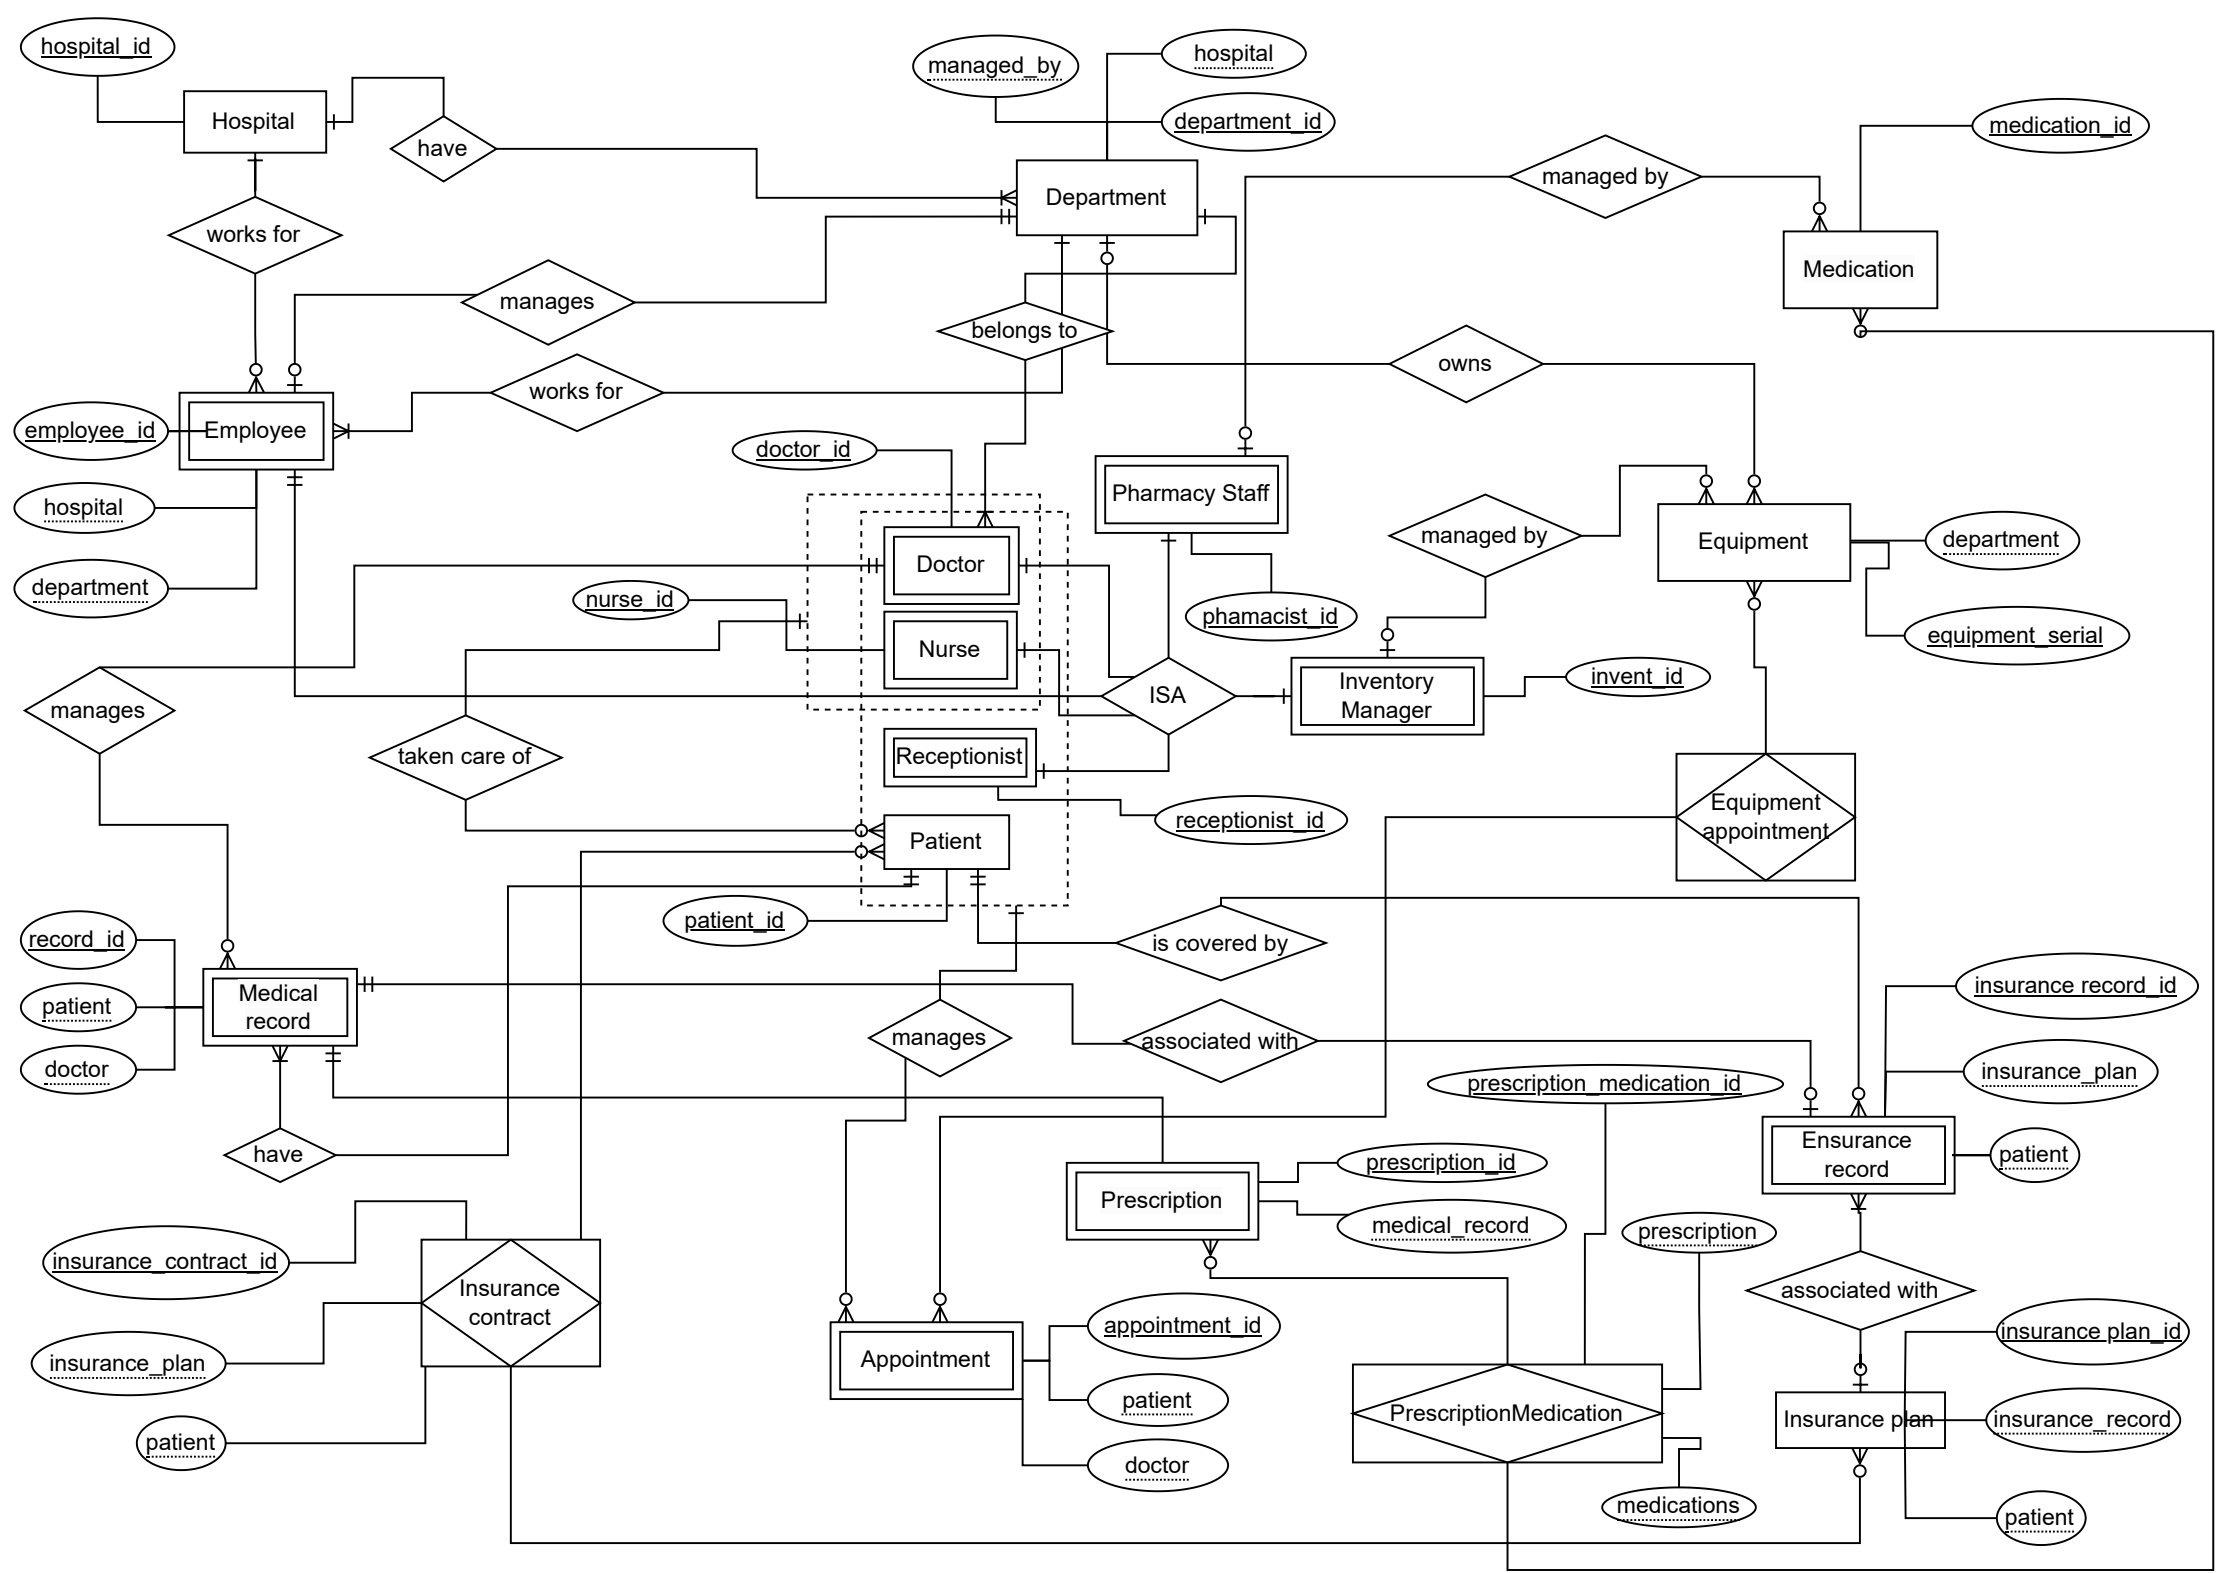 hospital_id
managed_by
hospital
department_id
medication_id
Hospital
have
Department
managed by
works for
Medication
manages
belongs to
works for
owns
employee_id
Employee
doctor_id
hospital
Pharmacy Staff
managed by
Equipment
department
department
Doctor
nurse_id
phamacist_id
equipment_serial
Nurse
ISA
Inventory
Manager
invent_id
manages
taken care of
Receptionist
receptionist_id
Equipment
appointment
Patient
patient_id
is covered by
record_id
patient
doctor
Medical
record
manages
associated with
insurance record_id
insurance_plan
prescription_medication_id
Ensurance
record
patient
have
prescription_id
Prescription
medical_record
prescription
insurance_contract_id
Insurance
contract
insurance_plan
patient
associated with
appointment_id
Appointment
patient
doctor
PrescriptionMedication
medications
insurance plan_id
Insurance plan
insurance_record
patient